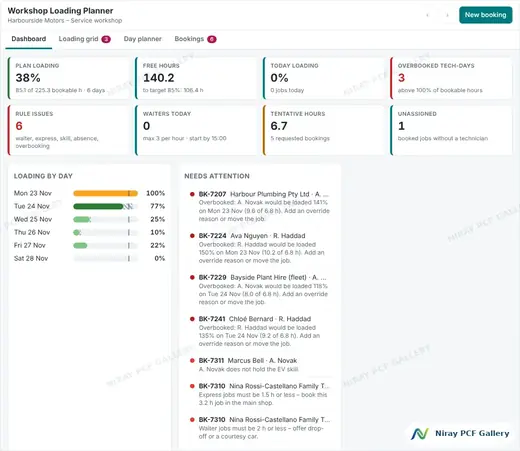 Workshop Loading Planner
Harbourside Motors – Service workshop
New booking
Dashboard
Loading grid 3
Day planner
Bookings 6
PLAN LOADING
38%
85.1 of 225.3 bookable h · 6 days
FREE HOURS
140.2
to target 85%: 106.4 h
TODAY LOADING
0%
0 jobs today
OVERBOOKED TECH-DAYS
3
above 100% of bookable hours
RULE ISSUES
6
waiter, express, skill, absence,
overbooking
WAITERS TODAY
0
max 3 per hour · start by 15:00
TENTATIVE HOURS
6.7
5 requested bookings
UNASSIGNED
1
booked jobs without a technician
LOADING BY DAY
Mon 23 Nov 100%
Tue 24 Nov 77%
Wed 25 Nov 25%
Thu 26 Nov 10%
Fri 27 Nov 22%
Sat 28 Nov 0%
NEEDS ATTENTION
BK-7207 Harbour Plumbing Pty Ltd · A. ...
Overbooked: A. Novak would be loaded 141%
on Mon 23 Nov (9.6 of 6.8 h). Add an override
reason or move the job.
BK-7224 Ava Nguyen · R. Haddad
Overbooked: R. Haddad would be loaded
150% on Mon 23 Nov (10.2 of 6.8 h). Add an
override reason or move the job.
BK-7229 Bayside Plant Hire (fleet) · A. ...
Overbooked: A. Novak would be loaded 118%
on Tue 24 Nov (8.0 of 6.8 h). Add an override
reason or move the job.
BK-7241 Chloé Bernard · R. Haddad
Overbooked: R. Haddad would be loaded
135% on Tue 24 Nov (9.2 of 6.8 h). Add an
override reason or move the job.
BK-7311 Marcus Bell · A. Novak
A. Novak does not hold the EV skill
BK-7310 Nina Rossi-Castellano Family T...
Express jobs must be 1.5 h or less – book this
3.2 h job in the main shop.
BK-7310 Nina Rossi-Castellano Family T...
Waiter jobs must be 2 h or less – offer drop-
off or a courtesy car.
Niray PCF Gallery
NIRAY PCF GALLERY